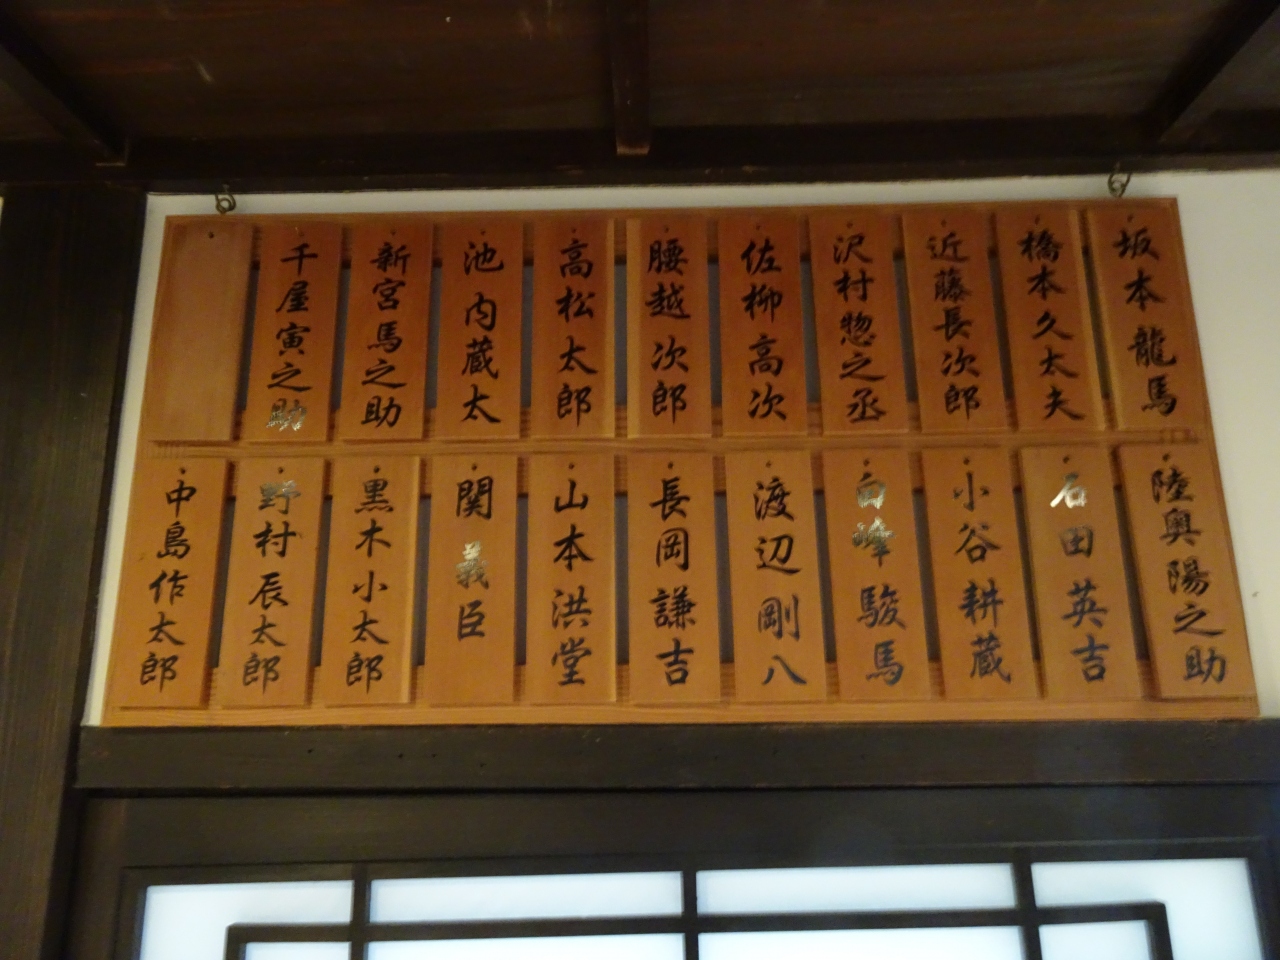 坂本龍馬
橋本久太夫
近藤長次郎
沢村惣之丞
佐柳高次
腰越次郎
高松太郎
池内蔵太
新宮馬之助
千屋寅之助
陸奥陽之助
石田英吉
小谷耕蔵
白峰駿馬
渡辺剛八
長岡謙吉
山本洪堂
関義臣
黒木小太郎
野村辰太郎
中島作太郎